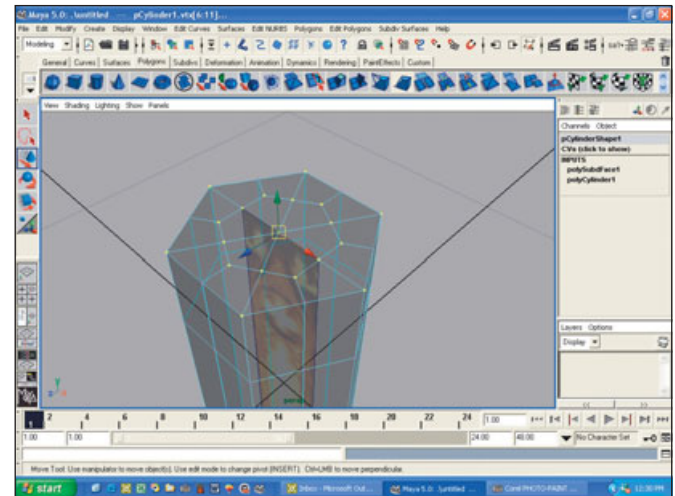 Maya 5.0: .\untitled --- pCylinder1.vtx[6:11]...
File Edit Modify Create Display Window Edit Curves Surfaces Edit NURBS Polygons Edit Polygons Subdiv Surfaces Help
Modeling
General Curves Surfaces Polygons Subdivs Deformation Animation Dynamics Rendering PaintEffects Custom
View Shading Lighting Show Panels
Channels Object
pCylinderShape1
CVs (click to show)
INPUTS
polySubdFace1
polyCylinder1
Layers Options
Display
persp
2 4 6 8 10 12 14 16 18 20 22 24 1.00
1.00 1.00 24.00 48.00 No Character Set
Move Tool: Use manipulator to move object(s). Use edit mode to change pivot (INSERT). Ctrl+LMB to move perpendicular.
start Inbox - Microsoft Out... Maya 5.0: .\untitled ... Corel PHOTO-PAINT ... 12:30 PM